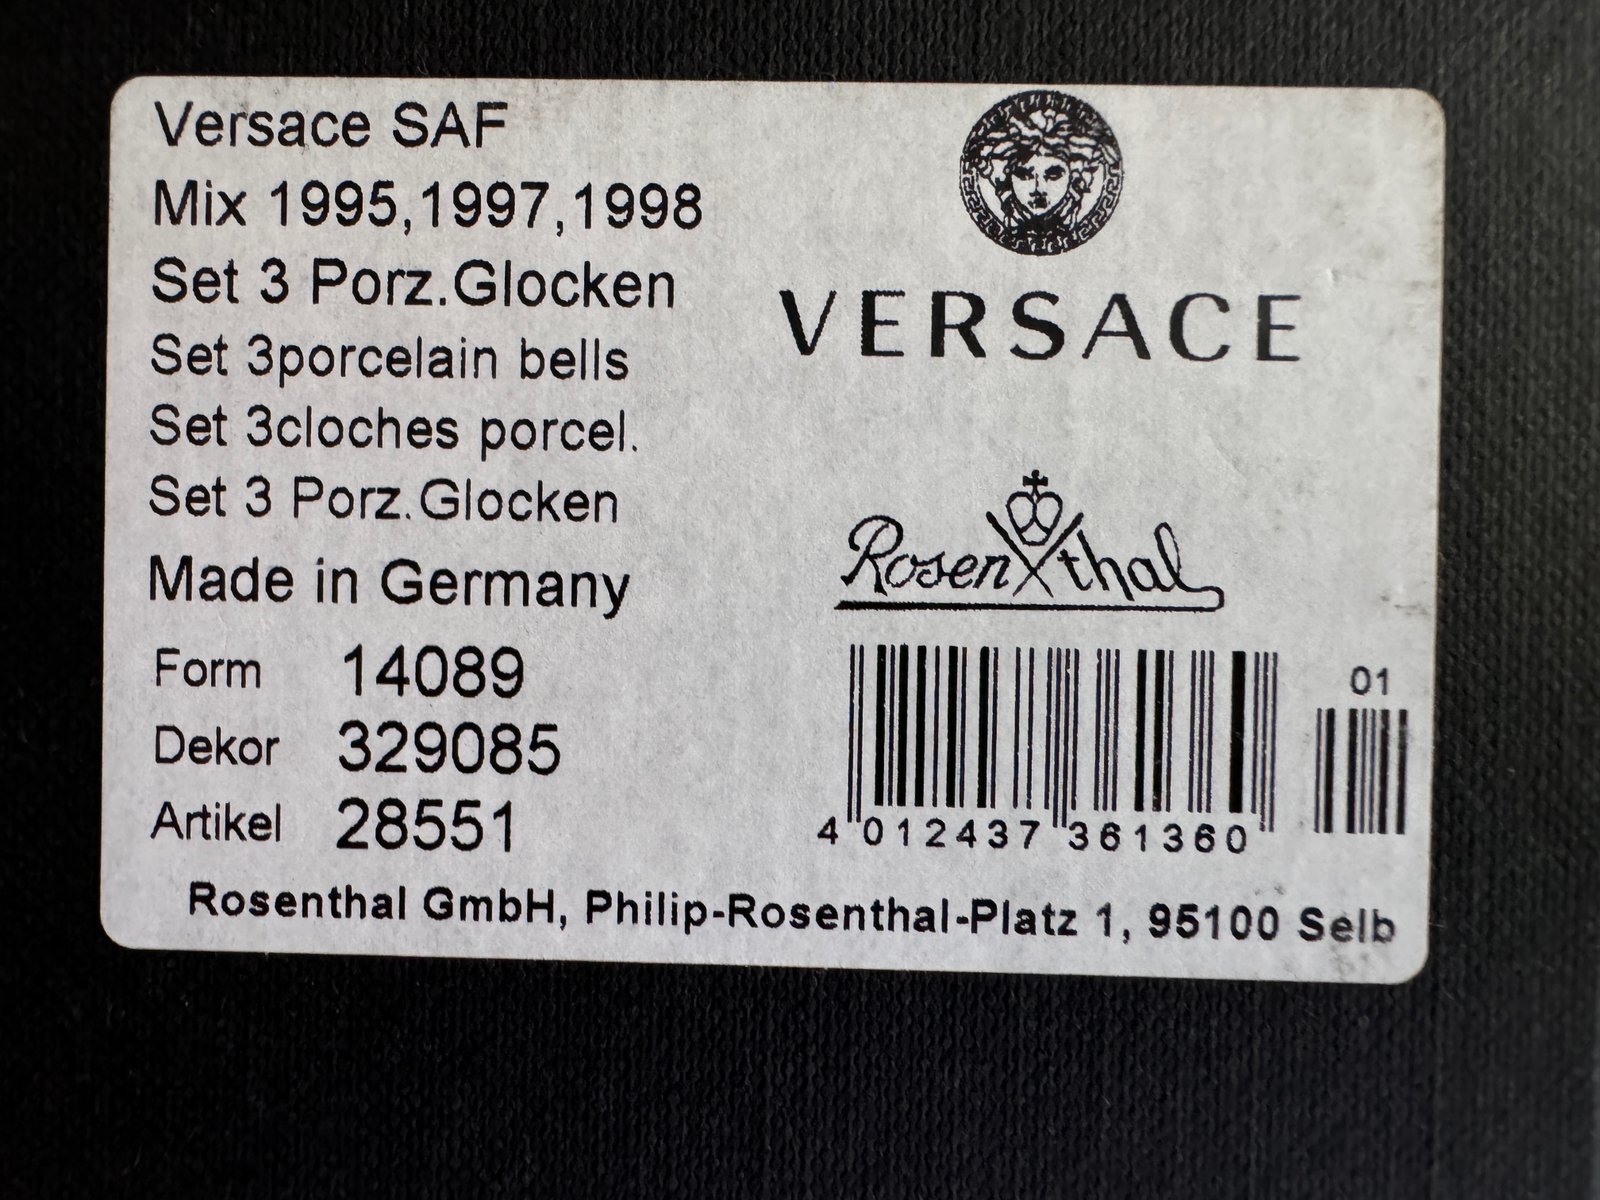 Versace SAF
Mix 1995,1997,1998
Set 3 Porz.Glocken
Set 3porcelain bells
Set 3cloches porcel.
Set 3 Porz.Glocken
Made in Germany
Form 14089
Dekor 329085
Artikel 28551
VERSACE
Rosenthal
01
4 012437 361360
Rosenthal GmbH, Philip-Rosenthal-Platz 1, 95100 Selb